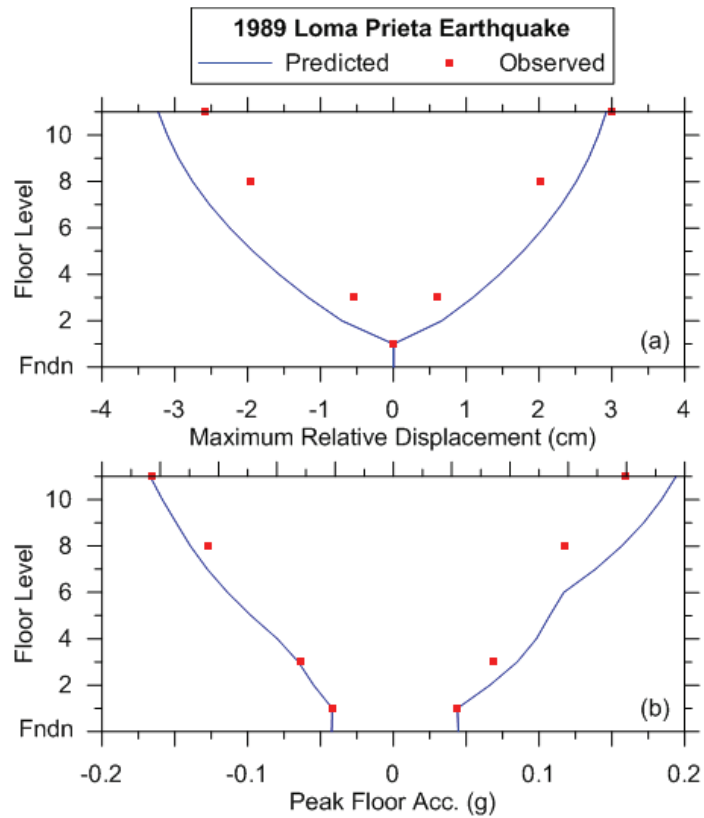 1989 Loma Prieta Earthquake
Predicted Observed
10
8
6
4
2
Fndn
Floor Level
(a)
-4 -3 -2 -1 0 1 2 3 4
Maximum Relative Displacement (cm)
10
8
6
4
2
Fndn
Floor Level
(b)
-0.2 -0.1 0 0.1 0.2
Peak Floor Acc. (g)